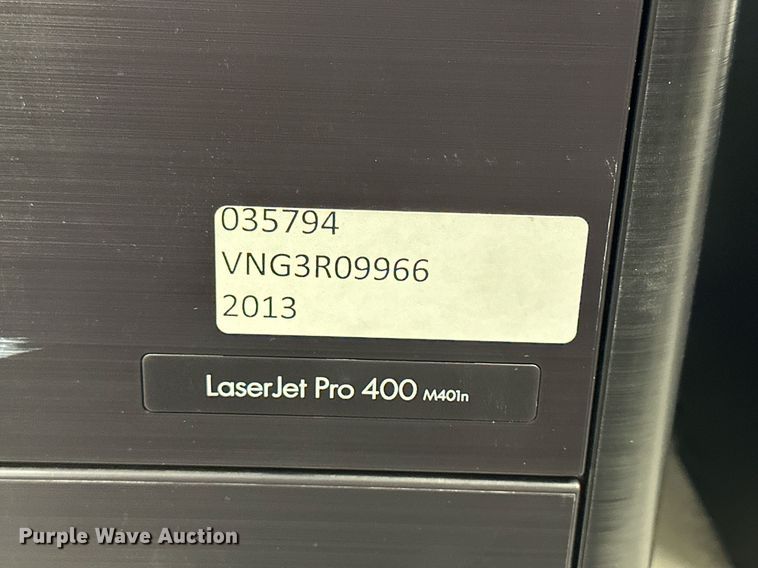 035794
VNG3R09966
2013
LaserJet Pro 400 M401n
Purple Wave Auction